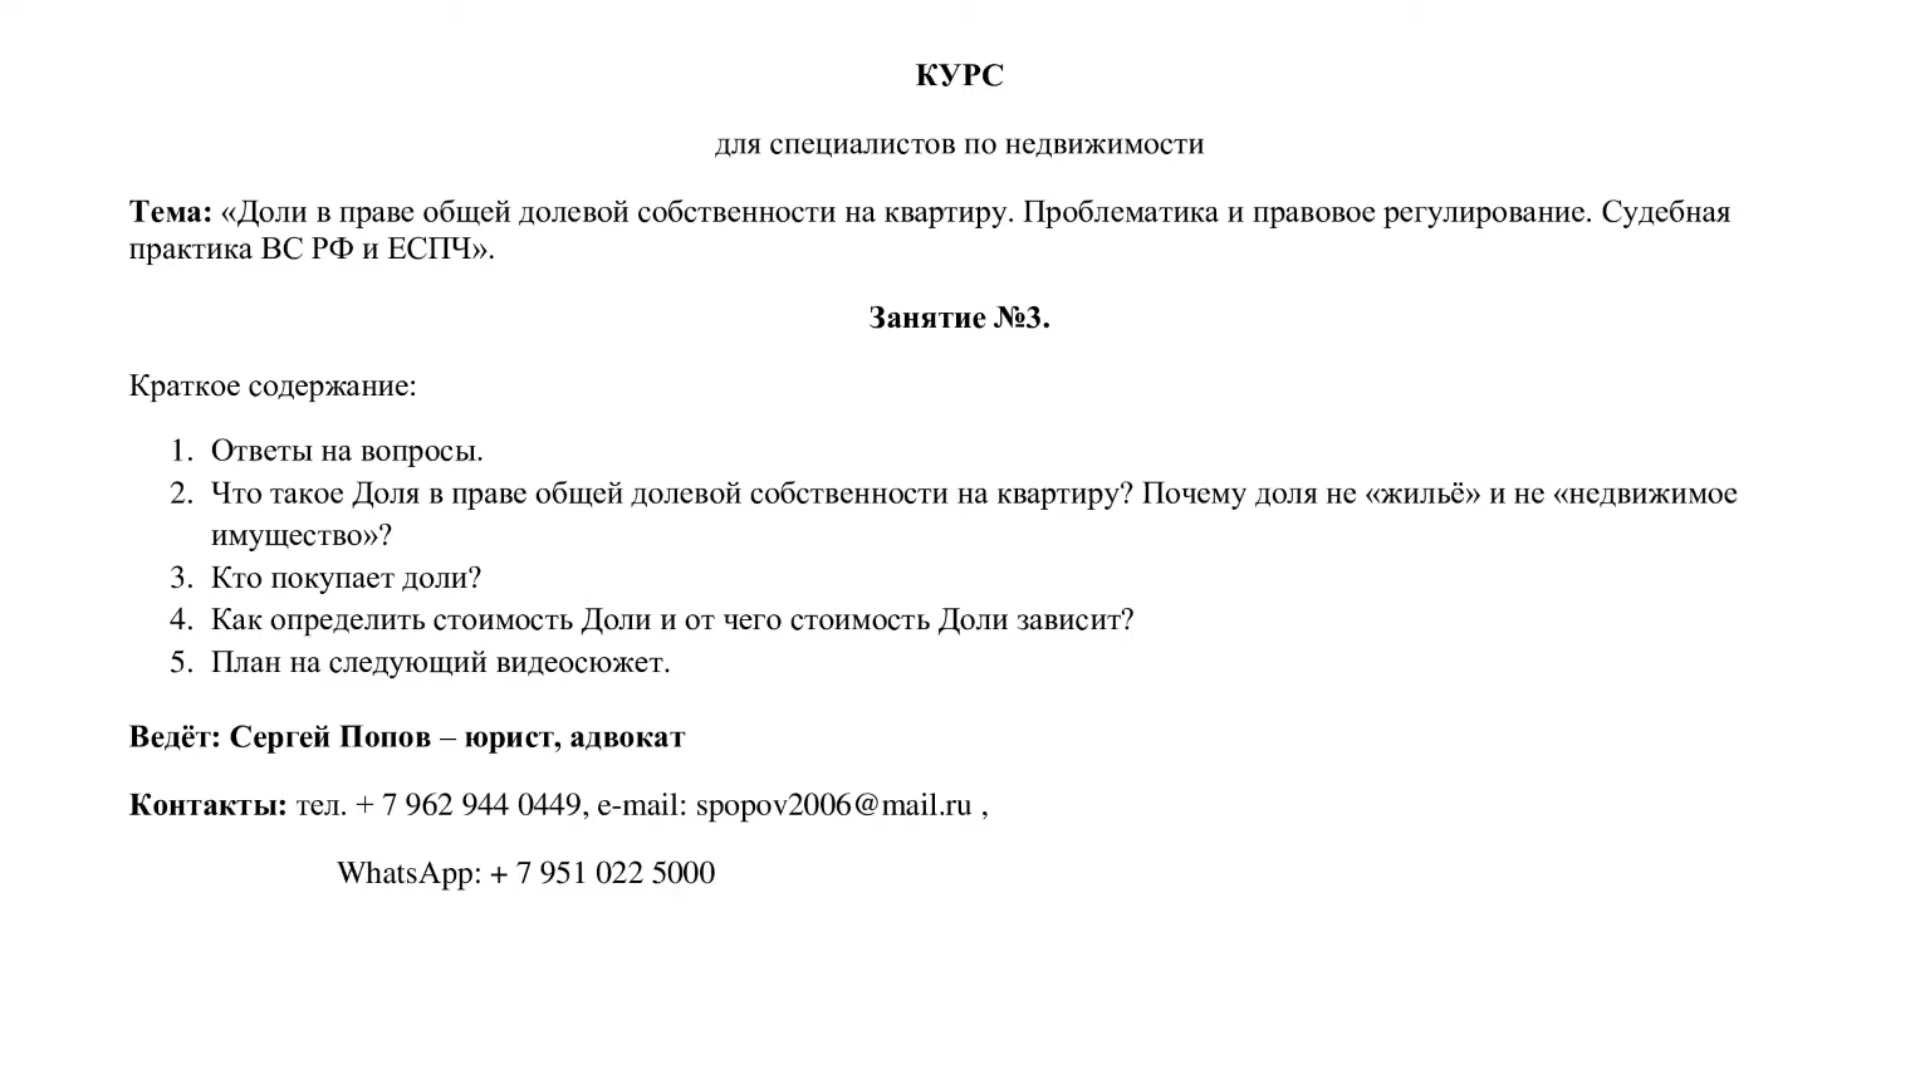 КУРС
для специалистов по недвижимости
Тема: «Доли в праве общей долевой собственности на квартиру. Проблематика и правовое регулирование. Судебная
практика ВС РФ и ЕСПЧ».
Занятие №3.
Краткое содержание:
1. Ответы на вопросы.
2. Что такое Доля в праве общей долевой собственности на квартиру? Почему доля не «жильё» и не «недвижимое
имущество»?
3. Кто покупает доли?
4. Как определить стоимость Доли и от чего стоимость Доли зависит?
5. План на следующий видеосюжет.
Ведёт: Сергей Попов – юрист, адвокат
Контакты: тел. + 7 962 944 0449, e-mail: spopov2006@mail.ru ,
WhatsApp: + 7 951 022 5000